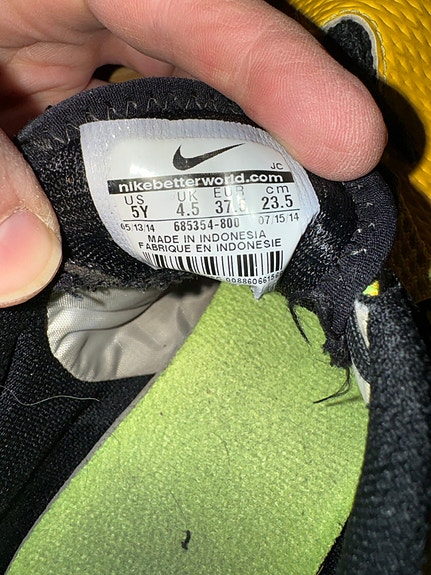 JC
nikebetterworld.com
US UK EUR cm
5Y 4.5 37.5 23.5
05/13/14 685354-800 07/15/14
MADE IN INDONESIA
FABRIQUE EN INDONESIE